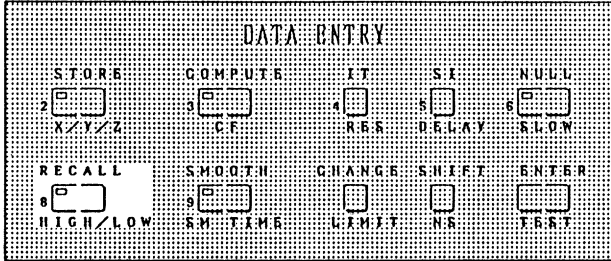 DATA ENTRY
STORE COMPUTE IT SI NULL
2 3 4 5 6
X/Y/Z CF RES DELAY SLOW
RECALL SMOOTH CHANGE SHIFT ENTER
8 9
HIGH/LOW SM TIME LIMIT NS TEST